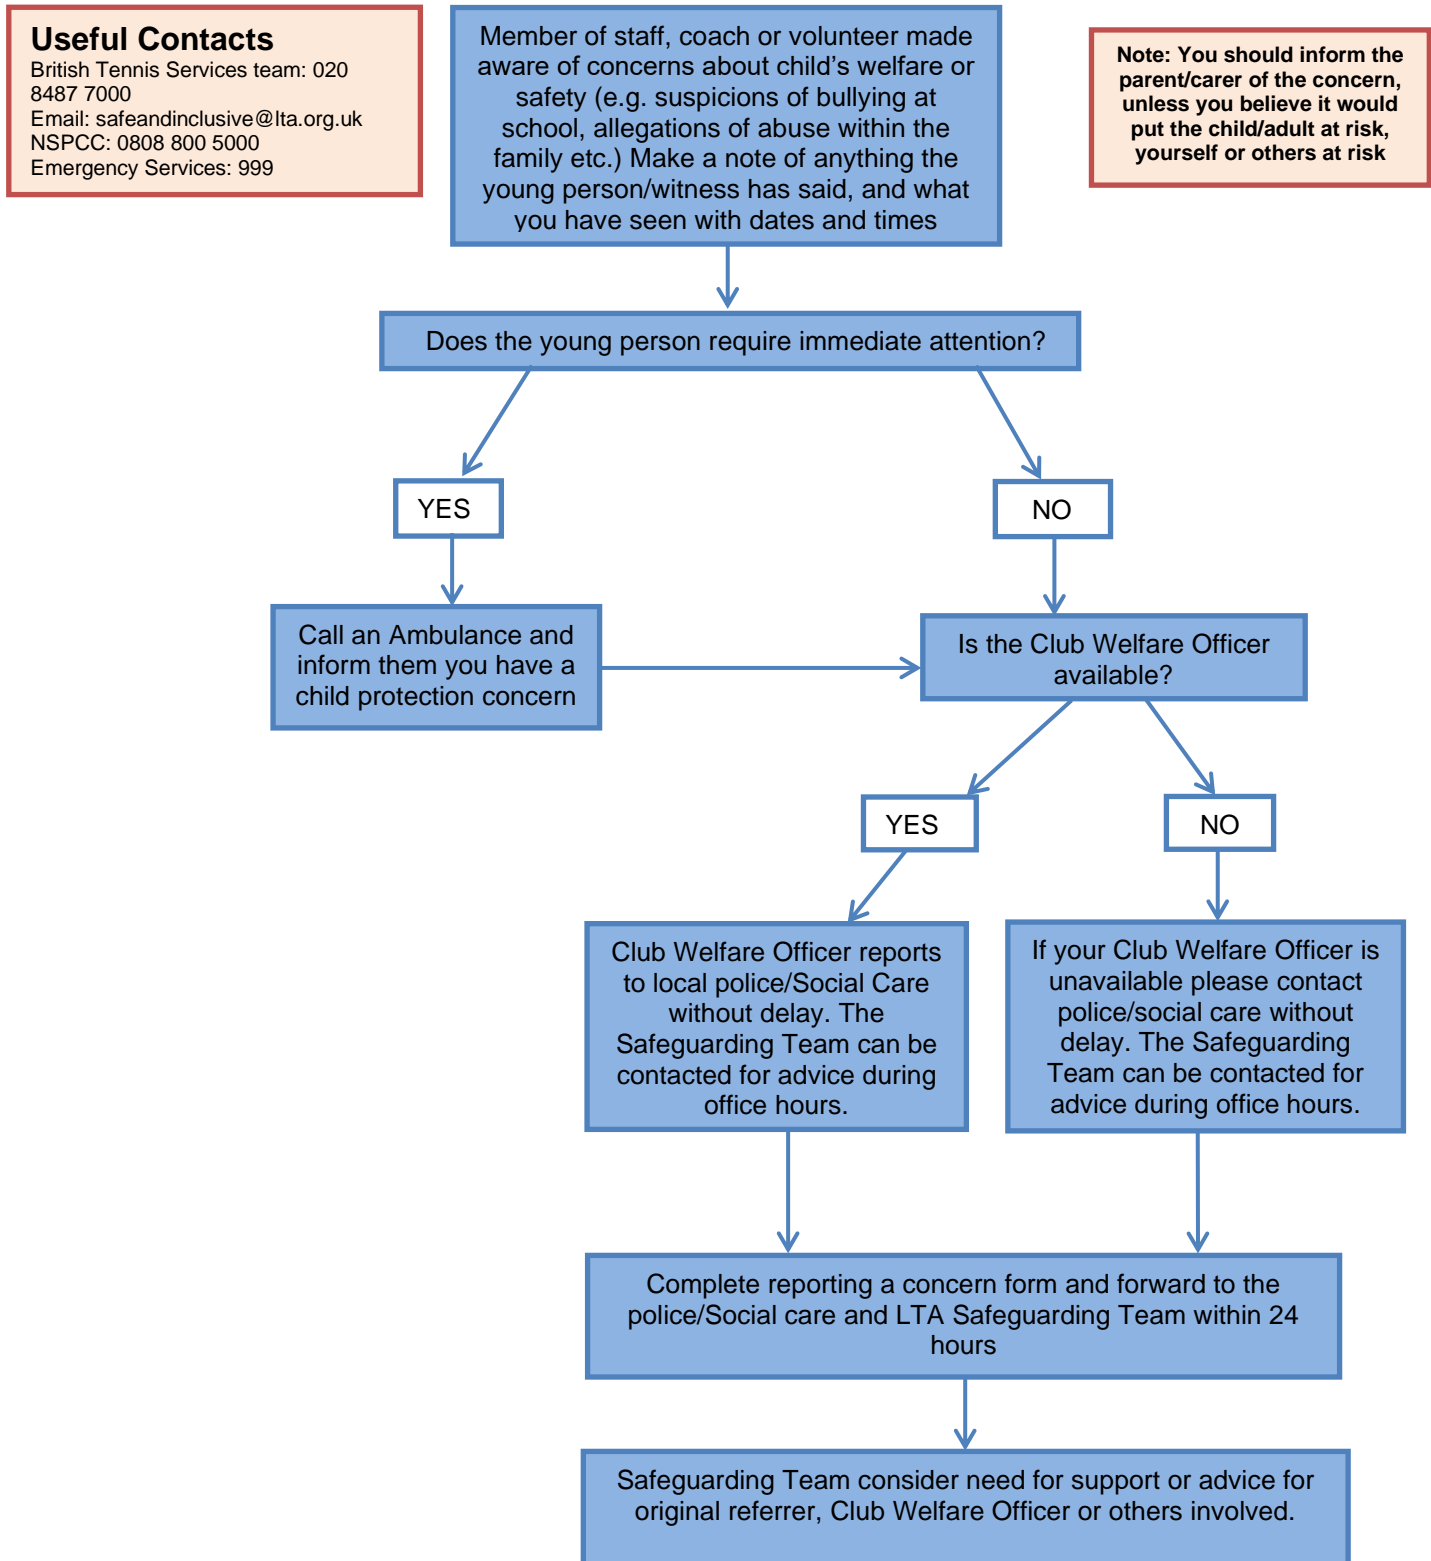 Useful Contacts
British Tennis Services team: 020
8487 7000
Email: safeandinclusive@lta.org.uk
NSPCC: 0808 800 5000
Emergency Services: 999
Member of staff, coach or volunteer made
aware of concerns about child’s welfare or
safety (e.g. suspicions of bullying at
school, allegations of abuse within the
family etc.) Make a note of anything the
young person/witness has said, and what
you have seen with dates and times
Note: You should inform the
parent/carer of the concern,
unless you believe it would
put the child/adult at risk,
yourself or others at risk
Does the young person require immediate attention?
YES
NO
Call an Ambulance and
inform them you have a
child protection concern
Is the Club Welfare Officer
available?
YES
NO
Club Welfare Officer reports
to local police/Social Care
without delay. The
Safeguarding Team can be
contacted for advice during
office hours.
If your Club Welfare Officer is
unavailable please contact
police/social care without
delay. The Safeguarding
Team can be contacted for
advice during office hours.
Complete reporting a concern form and forward to the
police/Social care and LTA Safeguarding Team within 24
hours
Safeguarding Team consider need for support or advice for
original referrer, Club Welfare Officer or others involved.